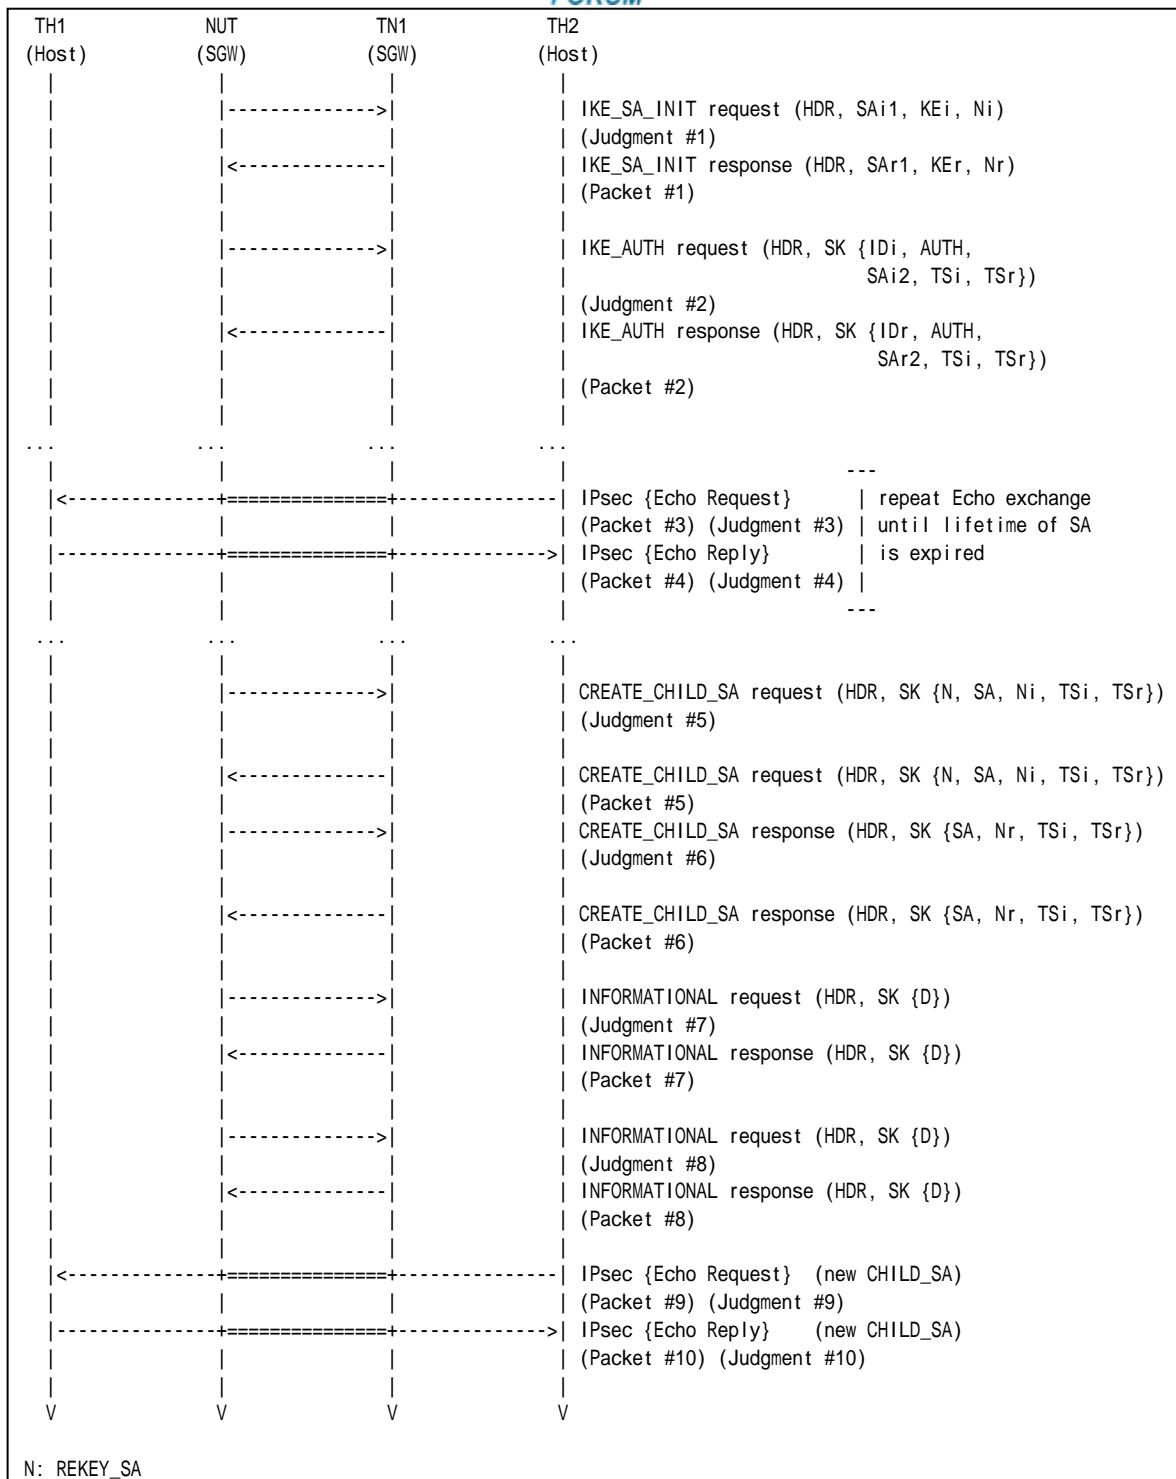 FORUM
TH1 NUT TN1 TH2
(Host) (SGW) (SGW) (Host)
| | | |
| |-------------->| | IKE_SA_INIT request (HDR, SAi1, KEi, Ni)
| | | | (Judgment #1)
| |<--------------| | IKE_SA_INIT response (HDR, SAr1, KEr, Nr)
| | | | (Packet #1)
| | | |
| |-------------->| | IKE_AUTH request (HDR, SK {IDi, AUTH,
| | | | SAi2, TSi, TSr})
| | | | (Judgment #2)
| |<--------------| | IKE_AUTH response (HDR, SK {IDr, AUTH,
| | | | SAr2, TSi, TSr})
| | | | (Packet #2)
| | | |
... ... ... ...
| | | | ---
|<--------------+===============+---------------| IPsec {Echo Request} | repeat Echo exchange
| | | | (Packet #3) (Judgment #3) | until lifetime of SA
|---------------+===============+-------------->| IPsec {Echo Reply} | is expired
| | | | (Packet #4) (Judgment #4) |
| | | | ---
... ... ... ...
| | | |
| |-------------->| | CREATE_CHILD_SA request (HDR, SK {N, SA, Ni, TSi, TSr})
| | | | (Judgment #5)
| | | |
| |<--------------| | CREATE_CHILD_SA request (HDR, SK {N, SA, Ni, TSi, TSr})
| | | | (Packet #5)
| |-------------->| | CREATE_CHILD_SA response (HDR, SK {SA, Nr, TSi, TSr})
| | | | (Judgment #6)
| | | |
| |<--------------| | CREATE_CHILD_SA response (HDR, SK {SA, Nr, TSi, TSr})
| | | | (Packet #6)
| | | |
| |-------------->| | INFORMATIONAL request (HDR, SK {D})
| | | | (Judgment #7)
| |<--------------| | INFORMATIONAL response (HDR, SK {D})
| | | | (Packet #7)
| | | |
| |-------------->| | INFORMATIONAL request (HDR, SK {D})
| | | | (Judgment #8)
| |<--------------| | INFORMATIONAL response (HDR, SK {D})
| | | | (Packet #8)
| | | |
|<--------------+===============+---------------| IPsec {Echo Request} (new CHILD_SA)
| | | | (Packet #9) (Judgment #9)
|---------------+===============+-------------->| IPsec {Echo Reply} (new CHILD_SA)
| | | | (Packet #10) (Judgment #10)
| | | |
V V V V
N: REKEY_SA